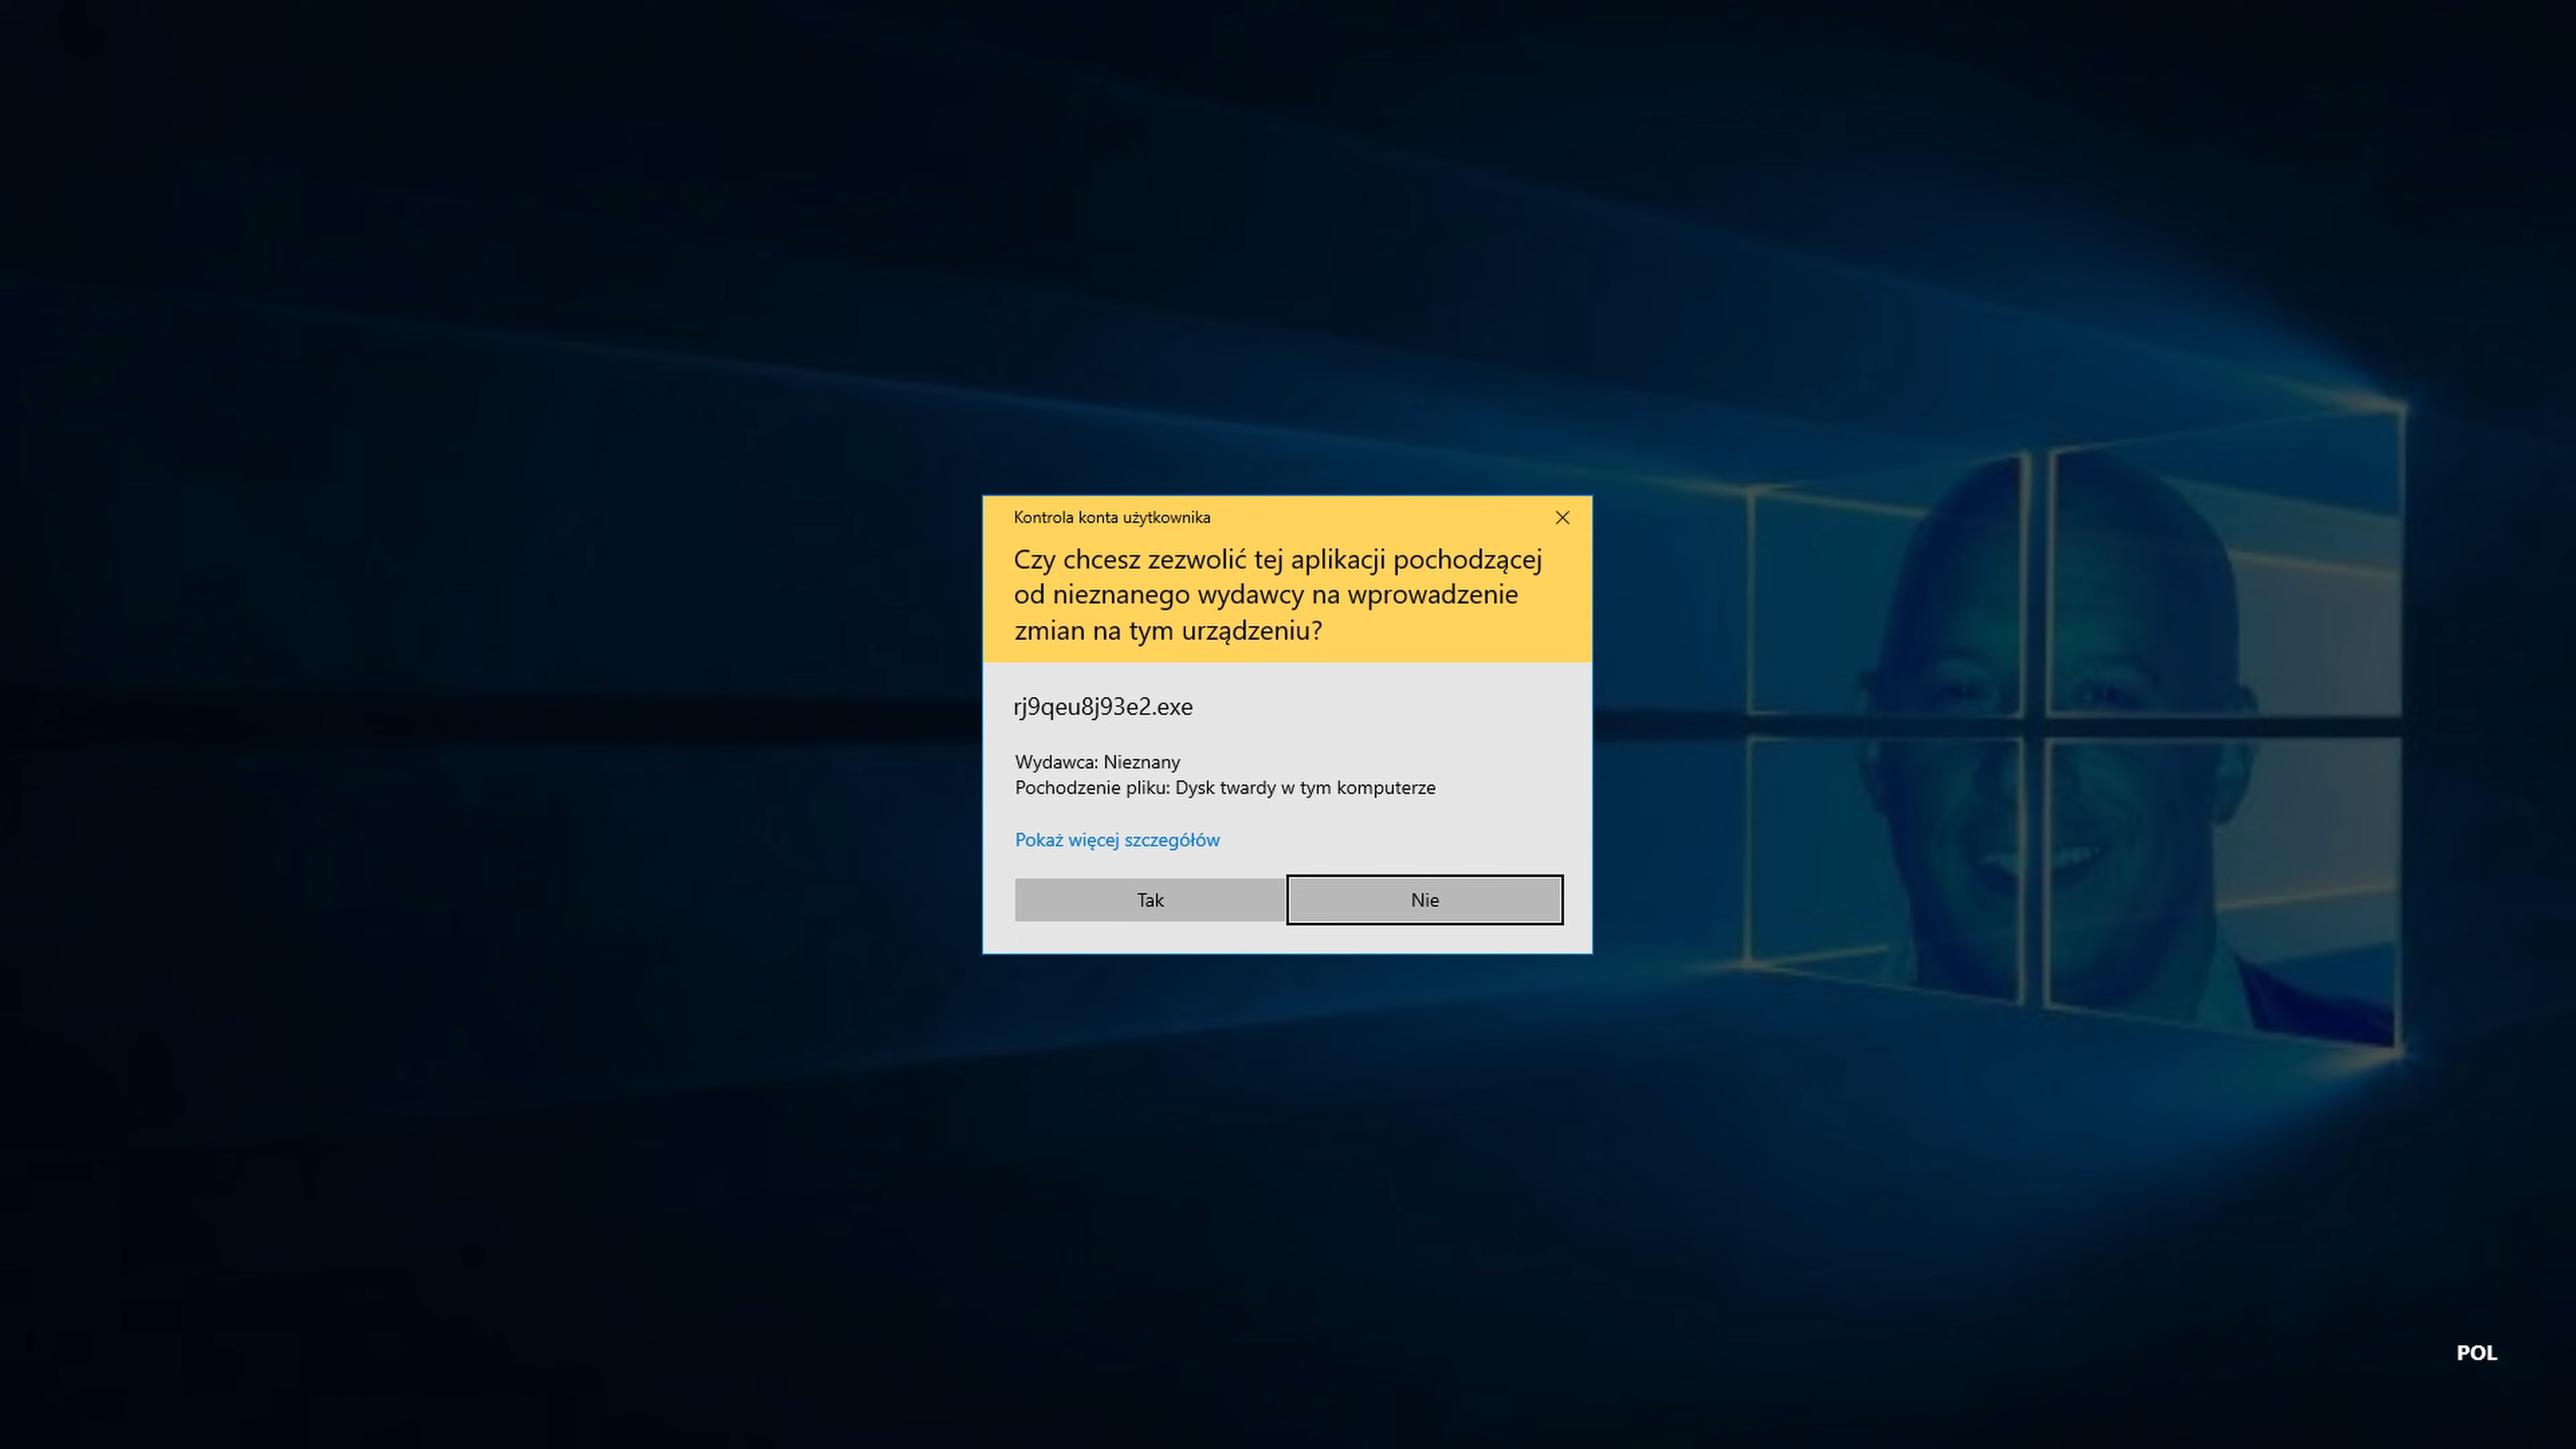 Kontrola konta użytkownika
Czy chcesz zezwolić tej aplikacji pochodzącej
od nieznanego wydawcy na wprowadzenie
zmian na tym urządzeniu?
rj9qeu8j93e2.exe
Wydawca: Nieznany
Pochodzenie pliku: Dysk twardy w tym komputerze
Pokaż więcej szczegółów
Tak
Nie
POL